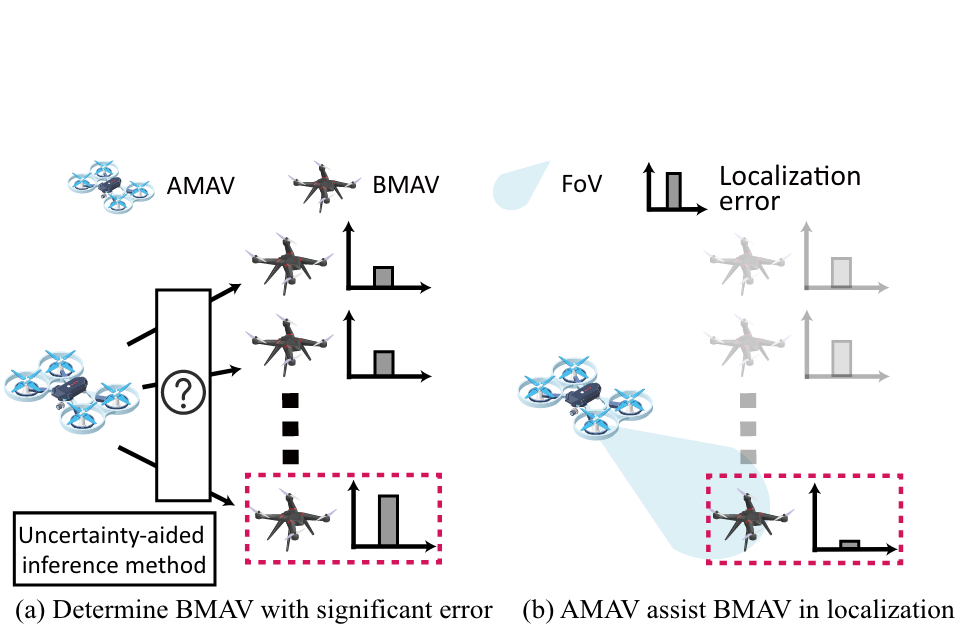 AMAV
BMAV
FoV
Localization
error
?
Uncertainty-aided
inference method
(a) Determine BMAV with significant error
(b) AMAV assist BMAV in localization